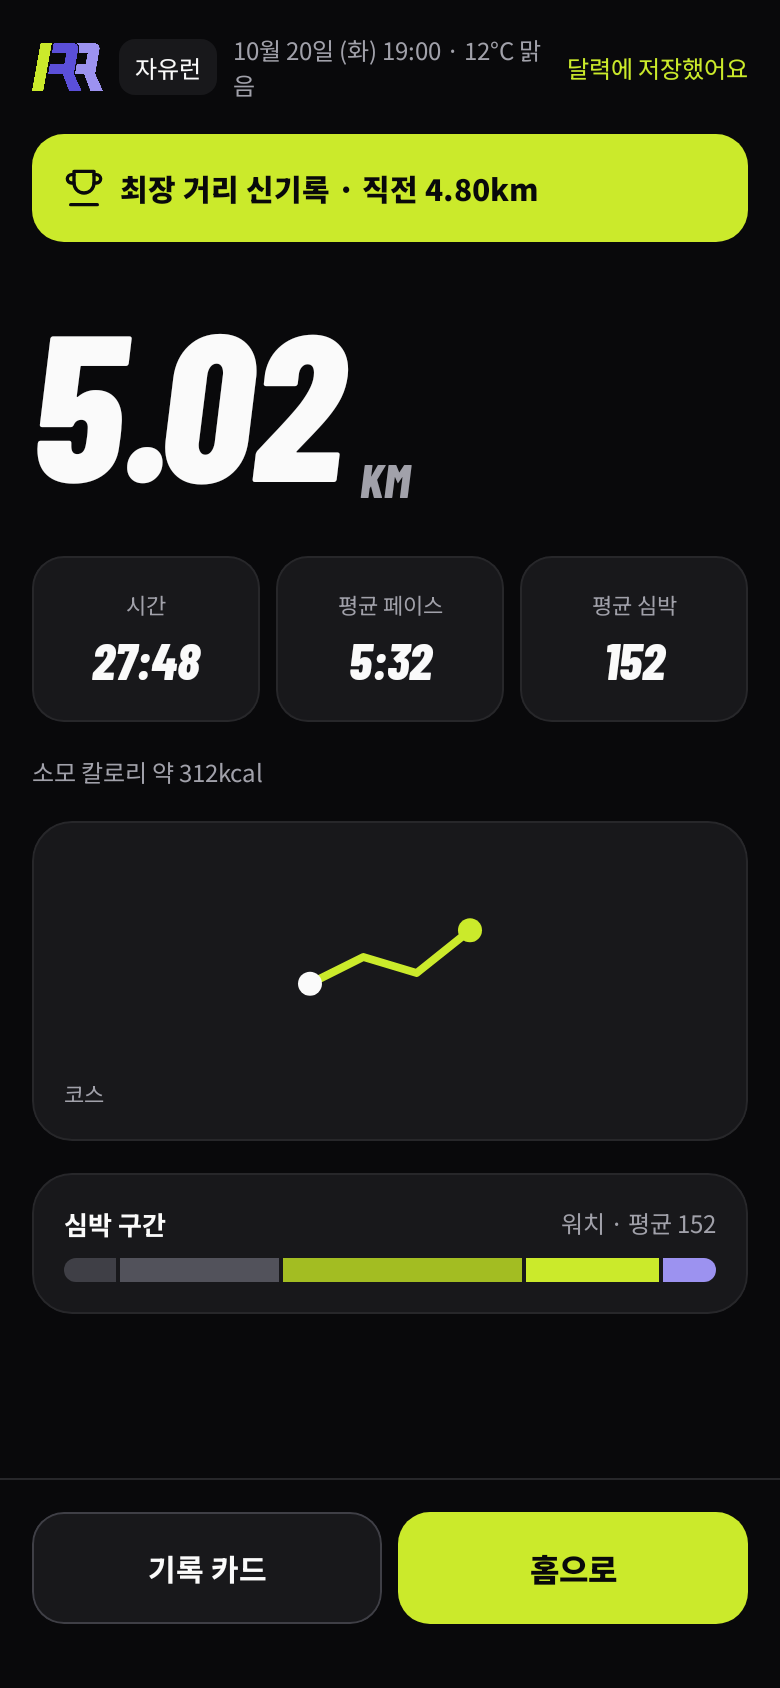 RR
자유런
10월 20일 (화) 19:00 · 12°C 맑
음
달력에 저장했어요
최장 거리 신기록 · 직전 4.80km
5.02 KM
시간
27:48
평균 페이스
5:32
평균 심박
152
소모 칼로리 약 312kcal
코스
심박 구간
워치 · 평균 152
기록 카드
홈으로